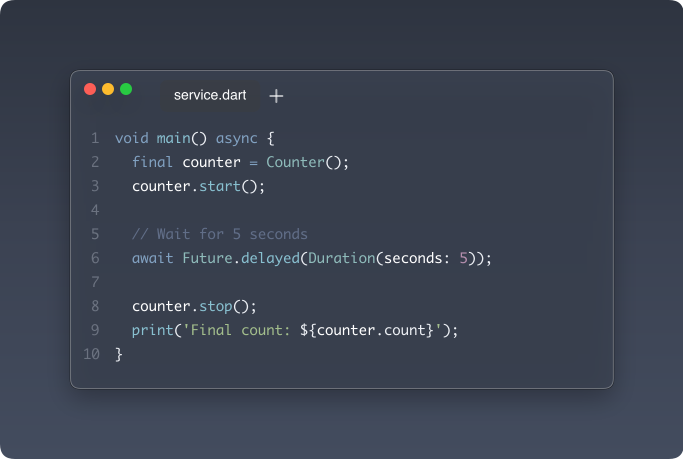 service.dart
1 void main() async {
2   final counter = Counter();
3   counter.start();
4
5   // Wait for 5 seconds
6   await Future.delayed(Duration(seconds: 5));
7
8   counter.stop();
9   print('Final count: ${counter.count}');
10 }